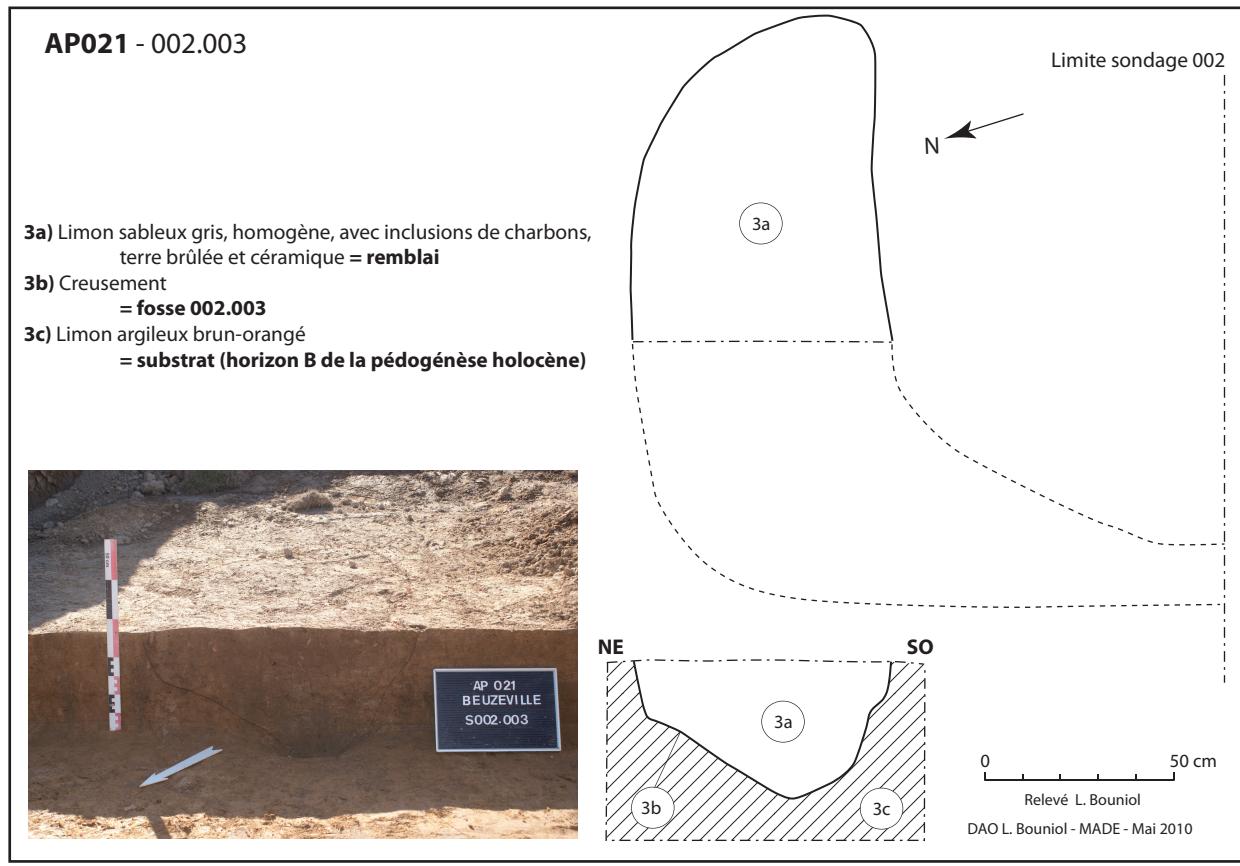 AP021 - 002.003
Limite sondage 002
N
3a
3a) Limon sableux gris, homogène, avec inclusions de charbons,
terre brûlée et céramique = remblai
3b) Creusement
= fosse 002.003
3c) Limon argileux brun-orangé
= substrat (horizon B de la pédogénèse holocène)
AP 021
BEUZEVILLE
S002.003
NE
SO
3a
3b
3c
0
50 cm
Relevé L. Bouniol
DAO L. Bouniol - MADE - Mai 2010